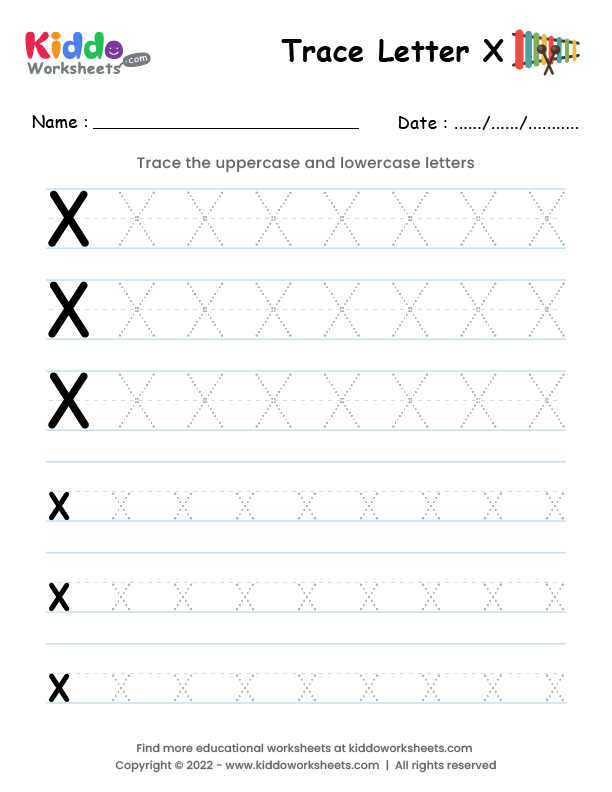 Kiddo
Worksheets .com
Trace Letter X
Name : Date : ....../....../...........
Trace the uppercase and lowercase letters
X X X X X X X X
X X X X X X X X
X X X X X X X X
x x x x x x x x x
x x x x x x x x x
x x x x x x x x x
Find more educational worksheets at kiddoworksheets.com
Copyright © 2022 - www.kiddoworksheets.com | All rights reserved